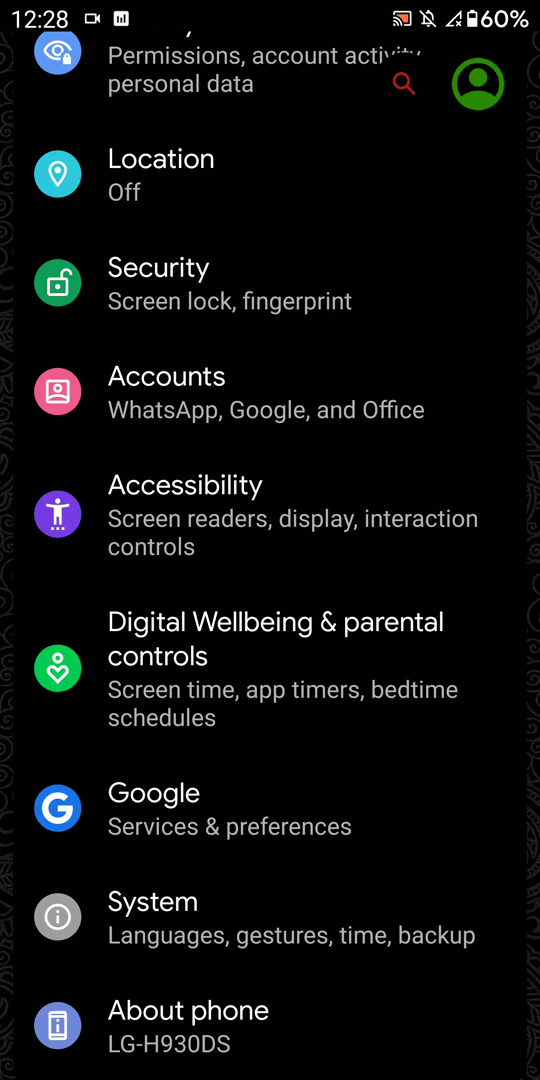 12:28
60%
Permissions, account activity,
personal data
Location
Off
Security
Screen lock, fingerprint
Accounts
WhatsApp, Google, and Office
Accessibility
Screen readers, display, interaction
controls
Digital Wellbeing & parental
controls
Screen time, app timers, bedtime
schedules
Google
Services & preferences
System
Languages, gestures, time, backup
About phone
LG-H930DS